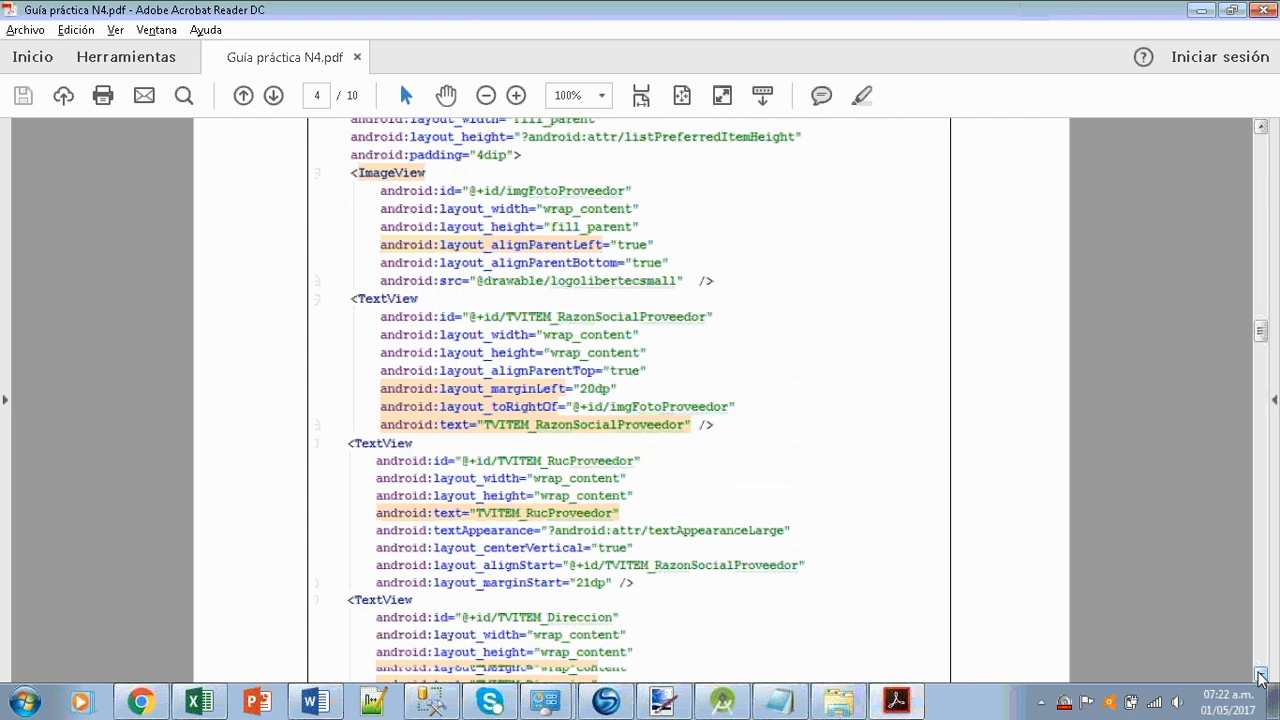 Guía práctica N4.pdf - Adobe Acrobat Reader DC
Archivo Edición Ver Ventana Ayuda
Inicio Herramientas Guía práctica N4.pdf × ? Iniciar sesión
4 / 10 100%
android:layout_width="fill_parent"
android:layout_height="?android:attr/listPreferredItemHeight"
android:padding="4dip">
<ImageView
android:id="@+id/imgFotoProveedor"
android:layout_width="wrap_content"
android:layout_height="fill_parent"
android:layout_alignParentLeft="true"
android:layout_alignParentBottom="true"
android:src="@drawable/logolibertecsmall" />
<TextView
android:id="@+id/TVITEM_RazonSocialProveedor"
android:layout_width="wrap_content"
android:layout_height="wrap_content"
android:layout_alignParentTop="true"
android:layout_marginLeft="20dp"
android:layout_toRightOf="@+id/imgFotoProveedor"
android:text="TVITEM_RazonSocialProveedor" />
<TextView
android:id="@+id/TVITEM_RucProveedor"
android:layout_width="wrap_content"
android:layout_height="wrap_content"
android:text="TVITEM_RucProveedor"
android:textAppearance="?android:attr/textAppearanceLarge"
android:layout_centerVertical="true"
android:layout_alignStart="@+id/TVITEM_RazonSocialProveedor"
android:layout_marginStart="21dp" />
<TextView
android:id="@+id/TVITEM_Direccion"
android:layout_width="wrap_content"
android:layout_height="wrap_content"
android:layout_height="wrap_content"
07:22 a.m.
01/05/2017